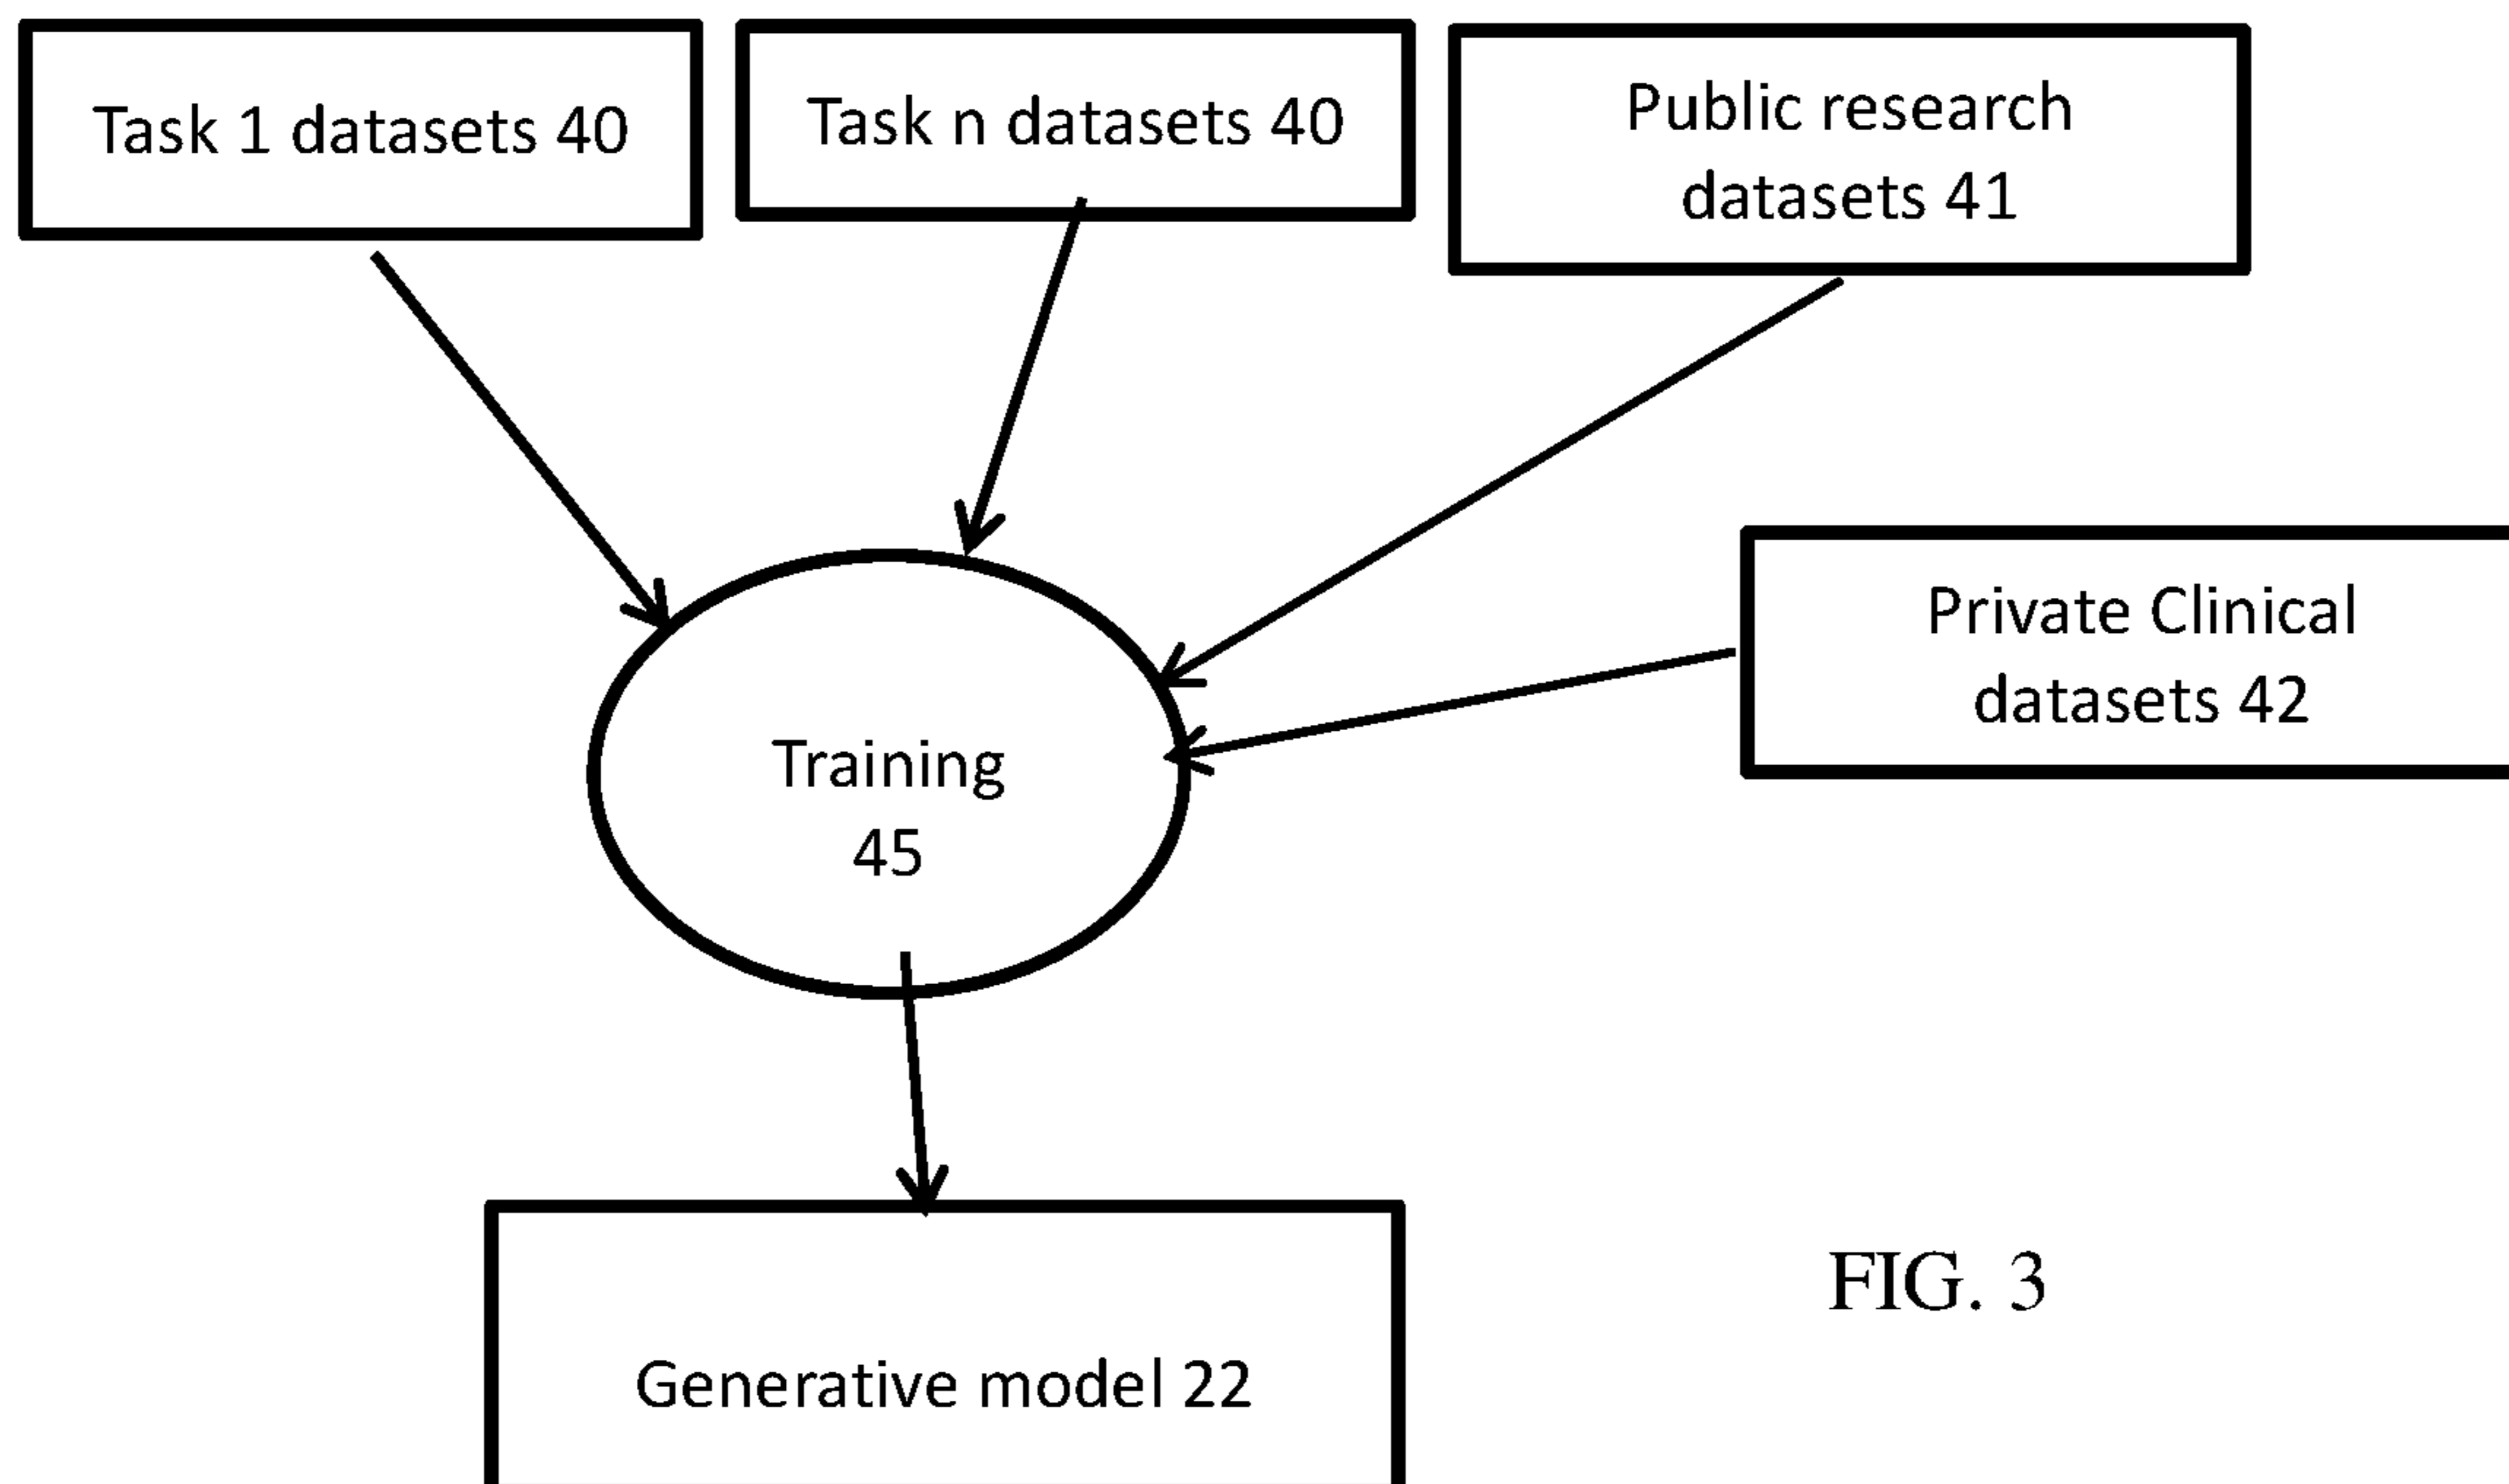 Task 1 datasets 40
Task n datasets 40
Public research
datasets 41
Private Clinical
datasets 42
Training
45
Generative model 22
FIG. 3